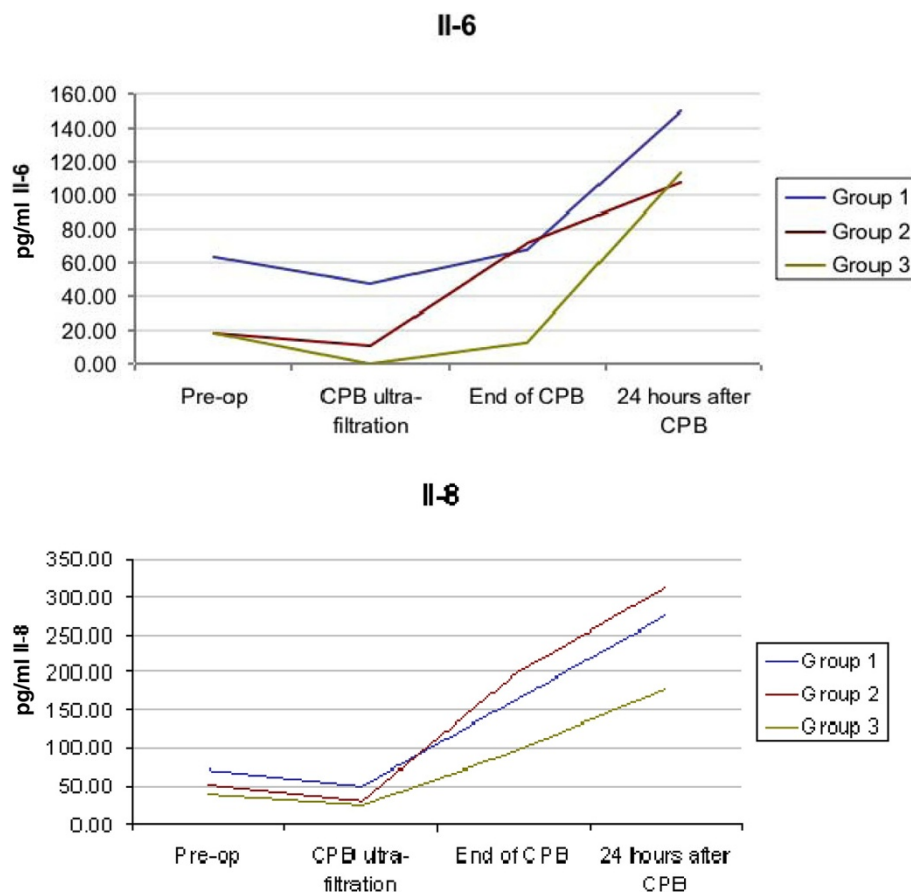 Il-6
160.00
140.00
120.00
100.00
80.00
60.00
40.00
20.00
0.00
pg/ml Il-6
Pre-op
CPB ultra-
filtration
End of CPB
24 hours after
CPB
Group 1
Group 2
Group 3
Il-8
350.00
300.00
250.00
200.00
150.00
100.00
50.00
0.00
pg/ml Il-8
Pre-op
CPB ultra-
filtration
End of CPB
24 hours after
CPB
Group 1
Group 2
Group 3